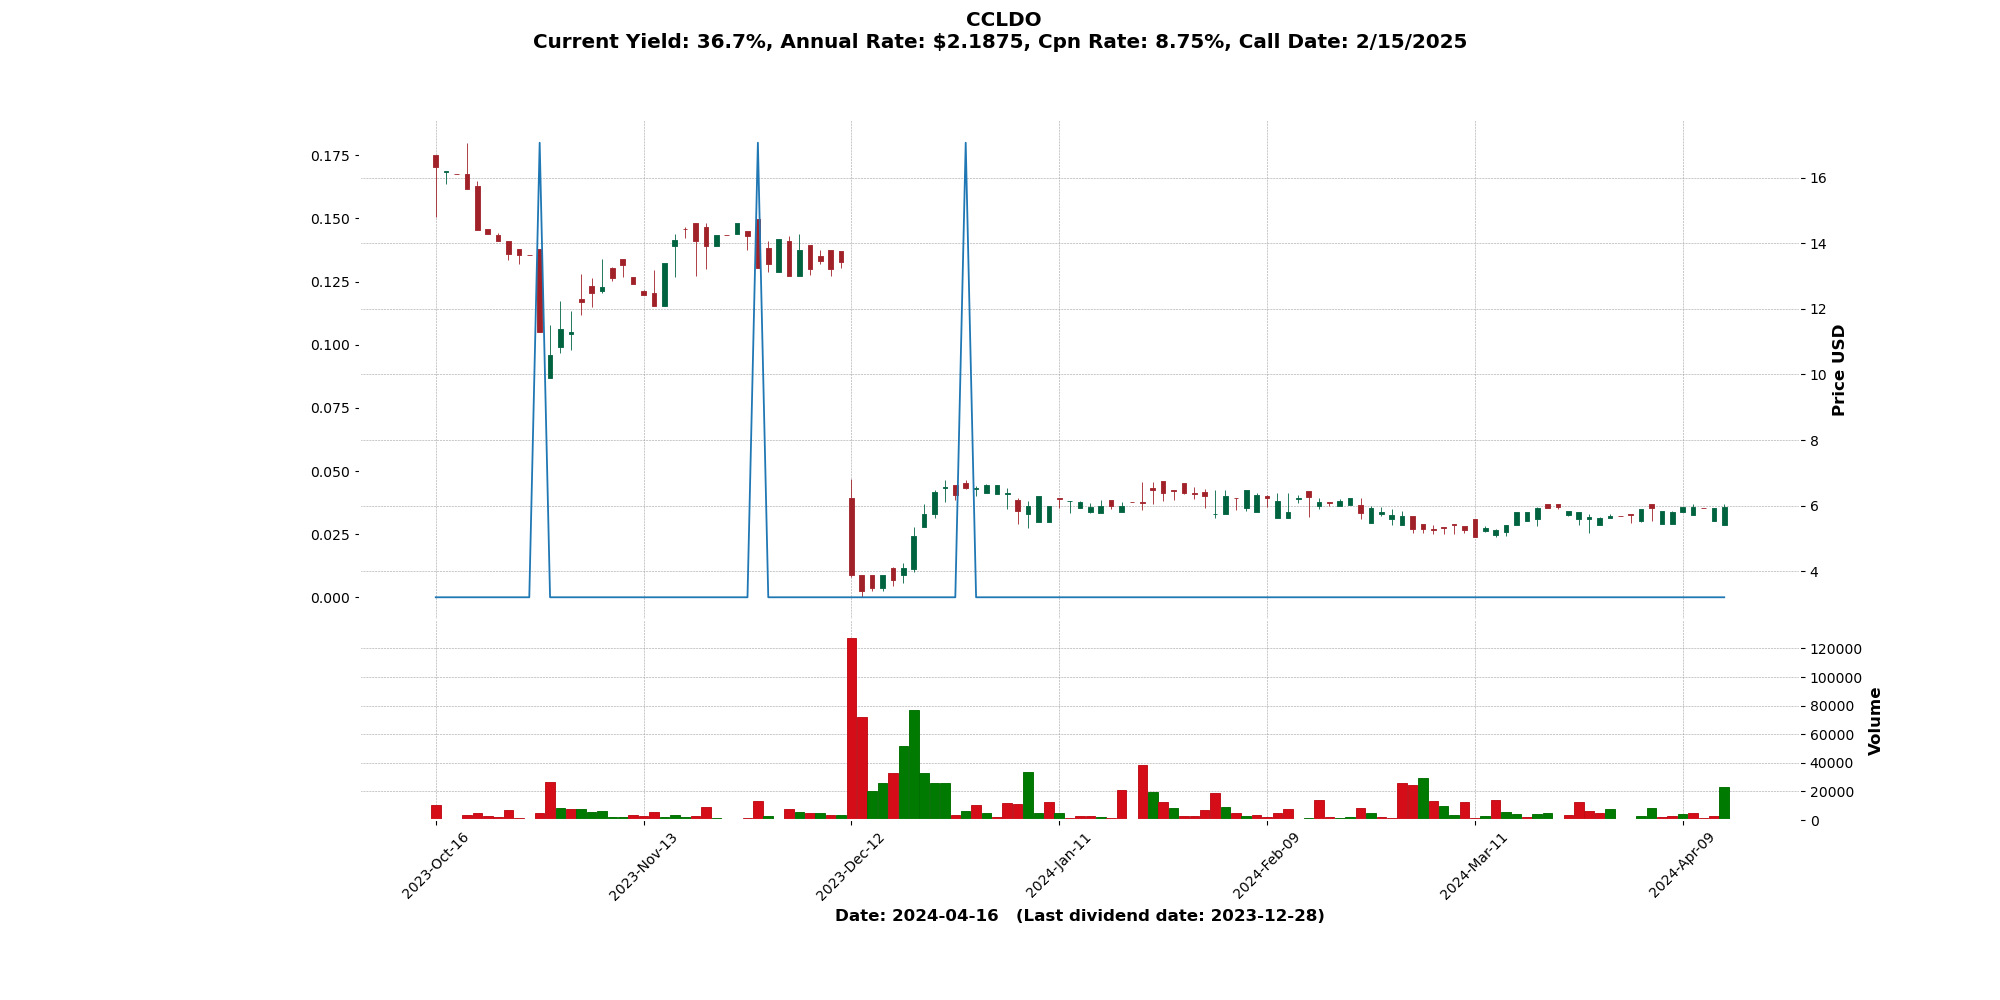 CCLDO
Current Yield: 36.7%, Annual Rate: $2.1875, Cpn Rate: 8.75%, Call Date: 2/15/2025
0.175
0.150
0.125
0.100
0.075
0.050
0.025
0.000
16
14
12
10
8
6
4
Price USD
120000
100000
80000
60000
40000
20000
0
Volume
2023-Oct-16
2023-Nov-13
2023-Dec-12
2024-Jan-11
2024-Feb-09
2024-Mar-11
2024-Apr-09
Date: 2024-04-16 (Last dividend date: 2023-12-28)